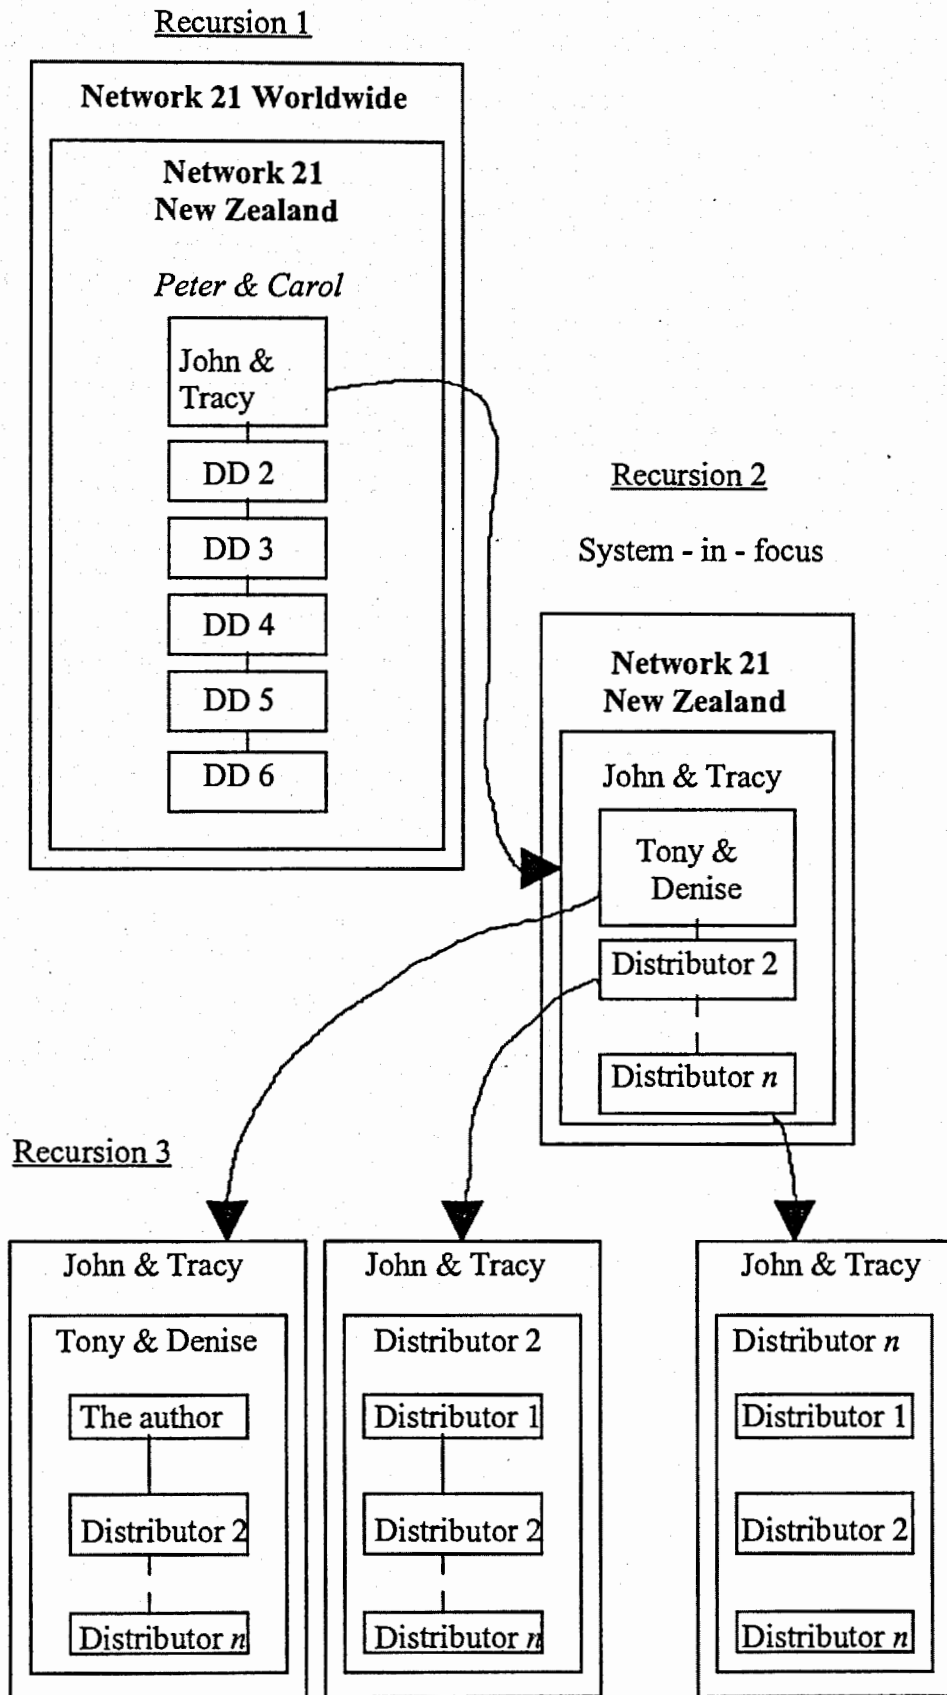 Recursion 1
Network 21 Worldwide
Network 21
New Zealand
Peter & Carol
John &
Tracy
DD 2
DD 3
DD 4
DD 5
DD 6
Recursion 2
System - in - focus
Network 21
New Zealand
John & Tracy
Tony &
Denise
Distributor 2
Distributor n
Recursion 3
John & Tracy
Tony & Denise
The author
Distributor 2
Distributor n
John & Tracy
Distributor 2
Distributor 1
Distributor 2
Distributor n
John & Tracy
Distributor n
Distributor 1
Distributor 2
Distributor n